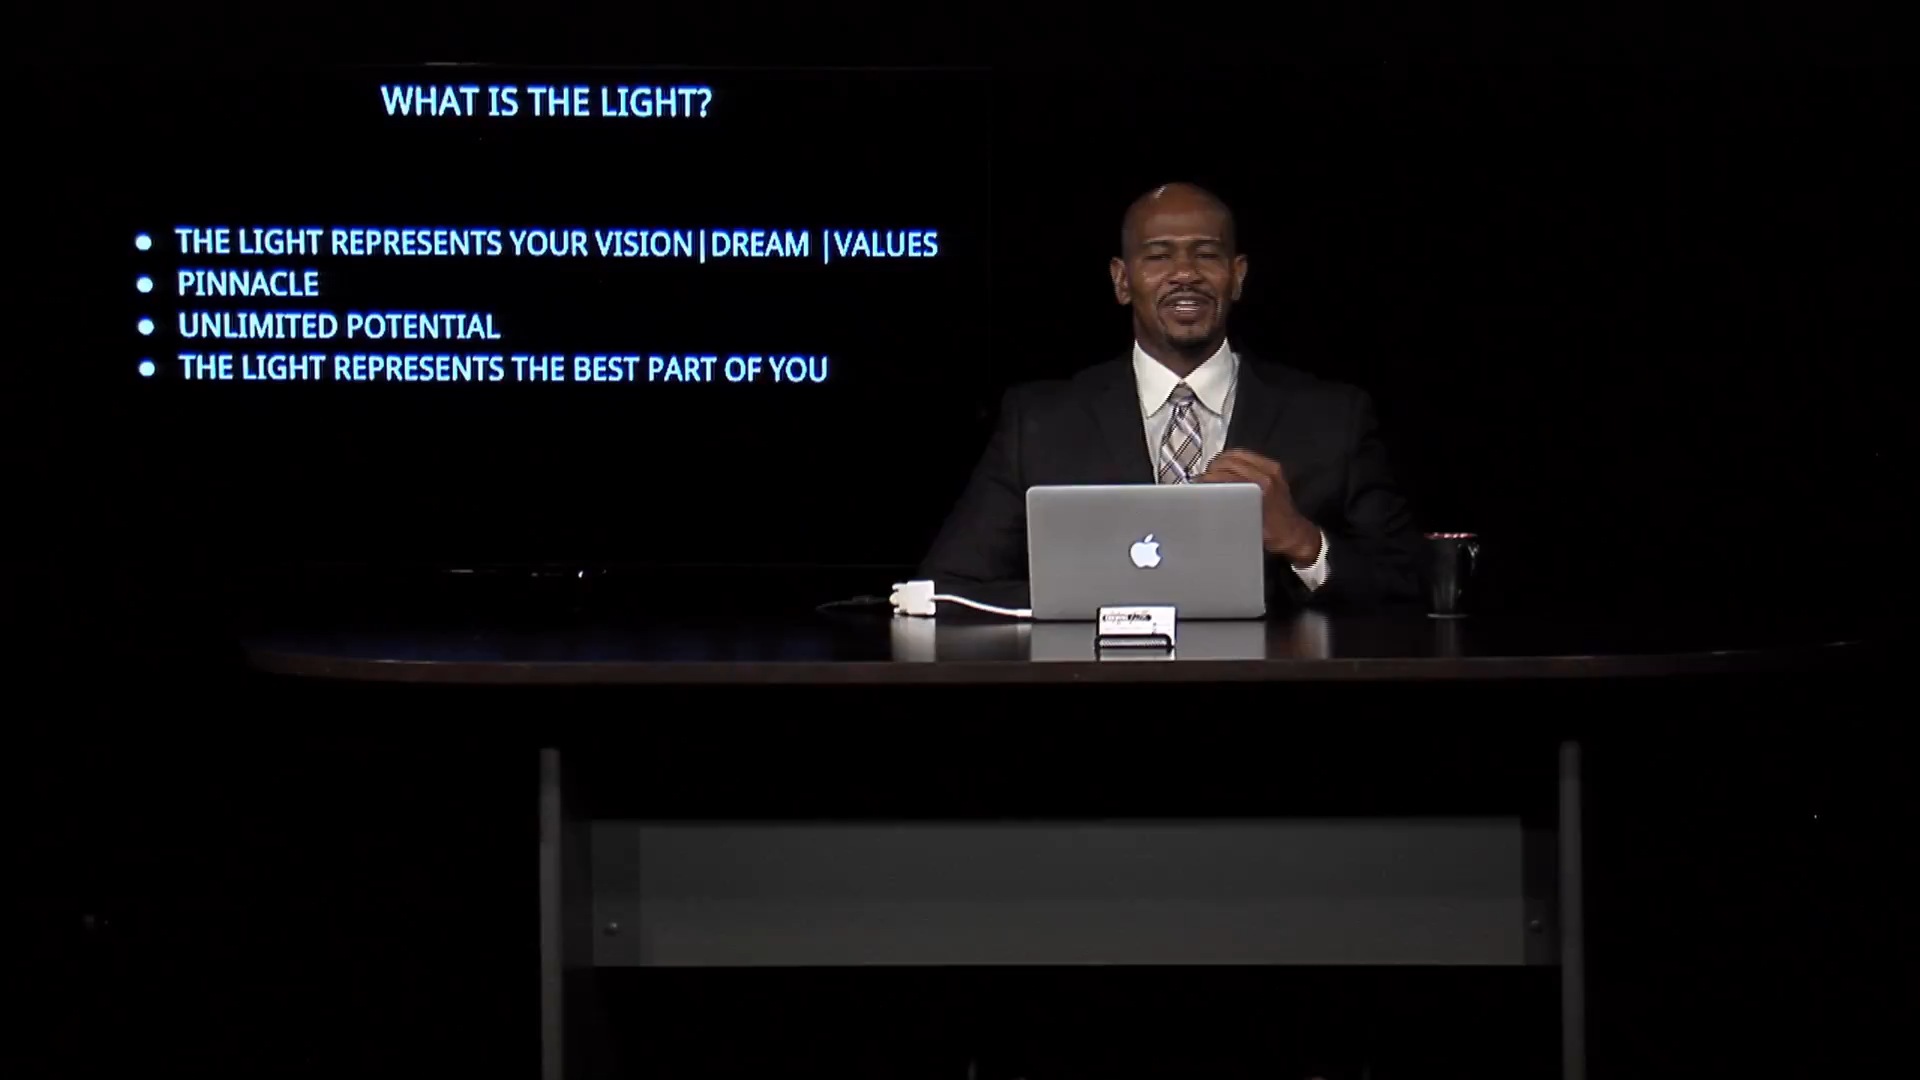 WHAT IS THE LIGHT?
● THE LIGHT REPRESENTS YOUR VISION|DREAM |VALUES
● PINNACLE
● UNLIMITED POTENTIAL
● THE LIGHT REPRESENTS THE BEST PART OF YOU